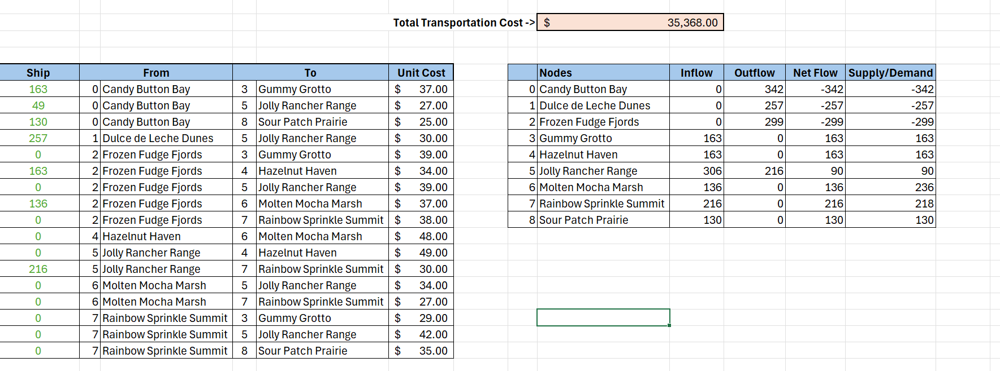 Total Transportation Cost -> $ 35,368.00
Ship From To Unit Cost Nodes Inflow Outflow Net Flow Supply/Demand
163 0 Candy Button Bay 3 Gummy Grotto $ 37.00 0 Candy Button Bay 0 342 -342 -342
49 0 Candy Button Bay 5 Jolly Rancher Range $ 27.00 1 Dulce de Leche Dunes 0 257 -257 -257
130 0 Candy Button Bay 8 Sour Patch Prairie $ 25.00 2 Frozen Fudge Fjords 0 299 -299 -299
257 1 Dulce de Leche Dunes 5 Jolly Rancher Range $ 30.00 3 Gummy Grotto 163 0 163 163
0 2 Frozen Fudge Fjords 3 Gummy Grotto $ 39.00 4 Hazelnut Haven 163 0 163 163
163 2 Frozen Fudge Fjords 4 Hazelnut Haven $ 34.00 5 Jolly Rancher Range 306 216 90 90
0 2 Frozen Fudge Fjords 5 Jolly Rancher Range $ 39.00 6 Molten Mocha Marsh 136 0 136 236
136 2 Frozen Fudge Fjords 6 Molten Mocha Marsh $ 37.00 7 Rainbow Sprinkle Summit 216 0 216 218
0 2 Frozen Fudge Fjords 7 Rainbow Sprinkle Summit $ 38.00 8 Sour Patch Prairie 130 0 130 130
0 4 Hazelnut Haven 6 Molten Mocha Marsh $ 48.00
0 5 Jolly Rancher Range 4 Hazelnut Haven $ 49.00
216 5 Jolly Rancher Range 7 Rainbow Sprinkle Summit $ 30.00
0 6 Molten Mocha Marsh 5 Jolly Rancher Range $ 34.00
0 6 Molten Mocha Marsh 7 Rainbow Sprinkle Summit $ 27.00
0 7 Rainbow Sprinkle Summit 3 Gummy Grotto $ 29.00
0 7 Rainbow Sprinkle Summit 5 Jolly Rancher Range $ 42.00
0 7 Rainbow Sprinkle Summit 8 Sour Patch Prairie $ 35.00